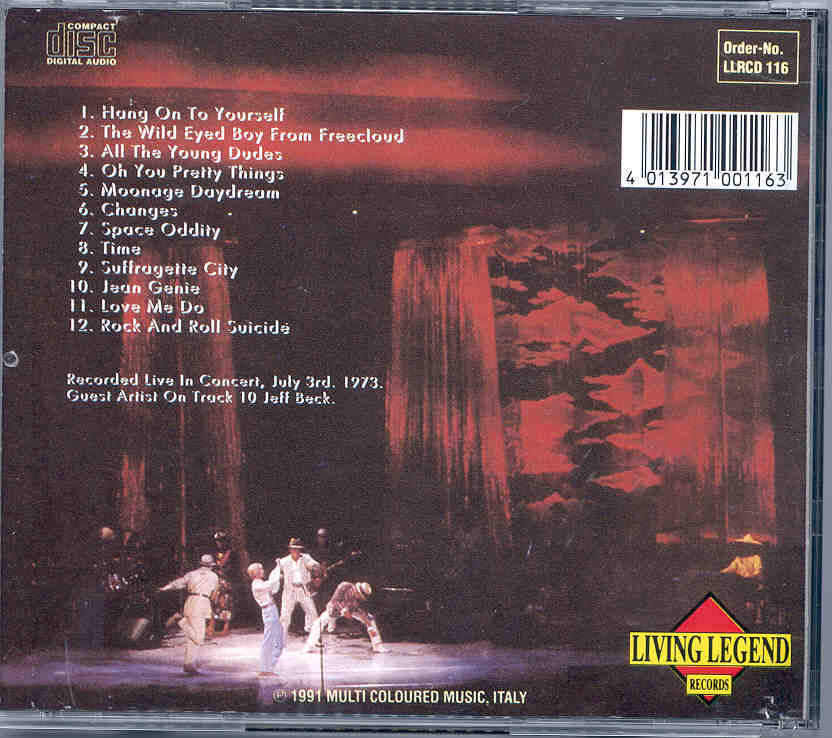 COMPACT
disc
DIGITAL AUDIO
Order-No.
LLRCD 116
1. Hang On To Yourself
2. The Wild Eyed Boy From Freecloud
3. All The Young Dudes
4. Oh You Pretty Things
5. Moonage Daydream
6. Changes
7. Space Oddity
8. Time
9. Suffragette City
10. Jean Genie
11. Love Me Do
12. Rock And Roll Suicide
4 013971 001163
Recorded Live In Concert, July 3rd. 1973.
Guest Artist On Track 10 Jeff Beck.
LIVING LEGEND
RECORDS
℗ 1991 MULTI COLOURED MUSIC, ITALY